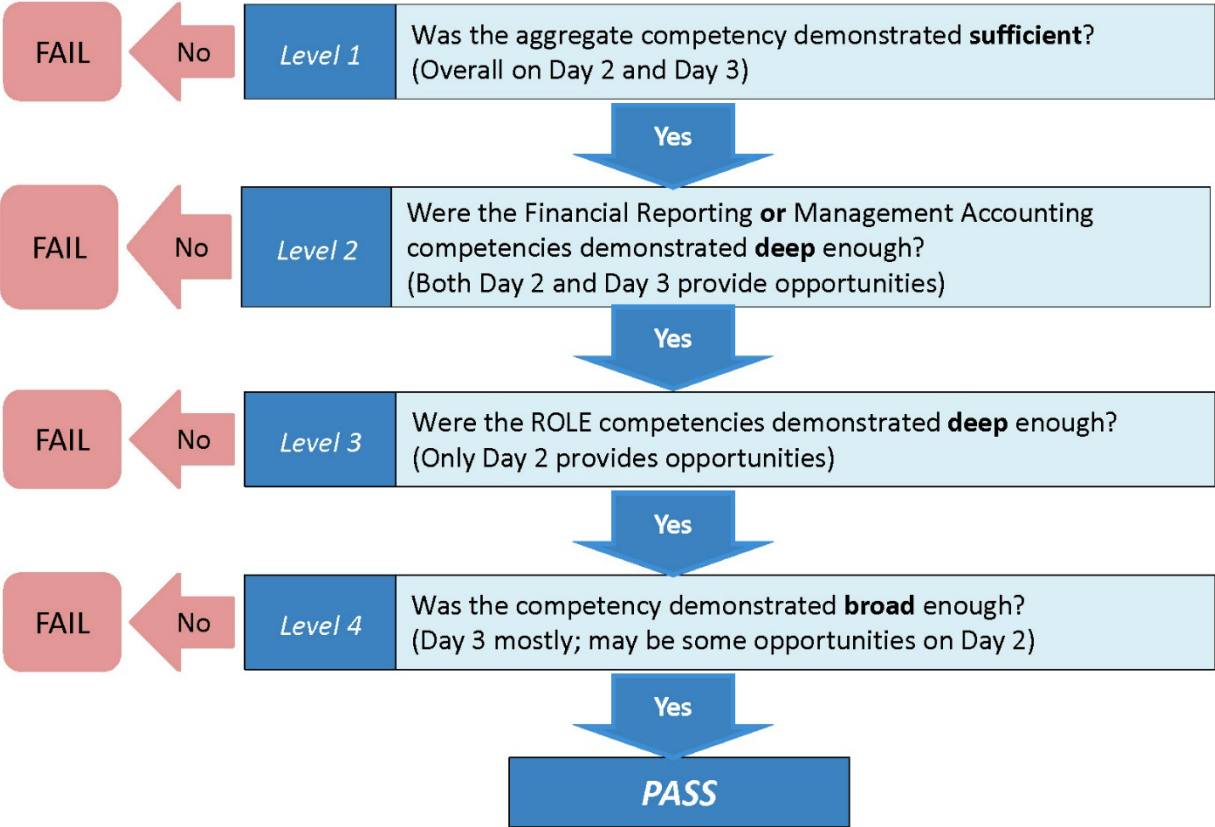 FAIL
No
Level 1
Was the aggregate competency demonstrated sufficient?
(Overall on Day 2 and Day 3)
Yes
FAIL
No
Level 2
Were the Financial Reporting or Management Accounting
competencies demonstrated deep enough?
(Both Day 2 and Day 3 provide opportunities)
Yes
FAIL
No
Level 3
Were the ROLE competencies demonstrated deep enough?
(Only Day 2 provides opportunities)
Yes
FAIL
No
Level 4
Was the competency demonstrated broad enough?
(Day 3 mostly; may be some opportunities on Day 2)
Yes
PASS